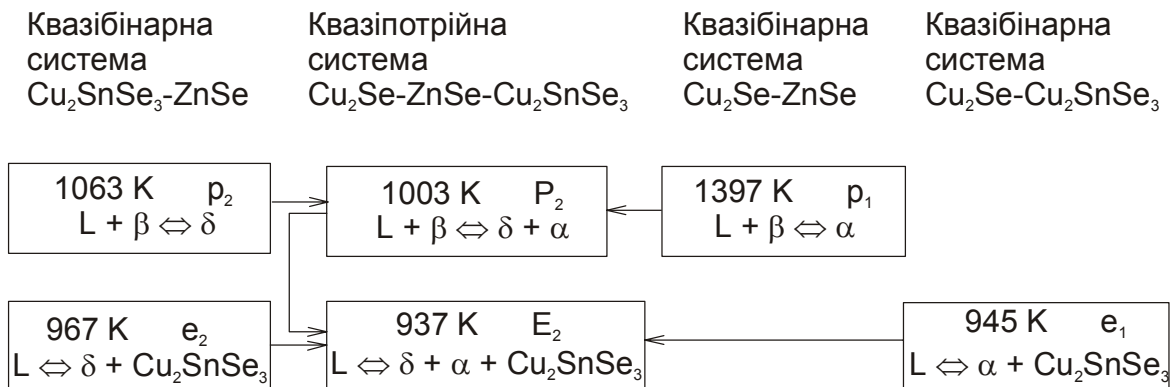 Квазібінарна
система
Cu₂SnSe₃-ZnSe
Квазіпотрійна
система
Cu₂Se-ZnSe-Cu₂SnSe₃
Квазібінарна
система
Cu₂Se-ZnSe
Квазібінарна
система
Cu₂Se-Cu₂SnSe₃
1063 K p₂
L + β ⇔ δ
1003 K P₂
L + β ⇔ δ + α
1397 K p₁
L + β ⇔ α
967 K e₂
L ⇔ δ + Cu₂SnSe₃
937 K E₂
L ⇔ δ + α + Cu₂SnSe₃
945 K e₁
L ⇔ α + Cu₂SnSe₃